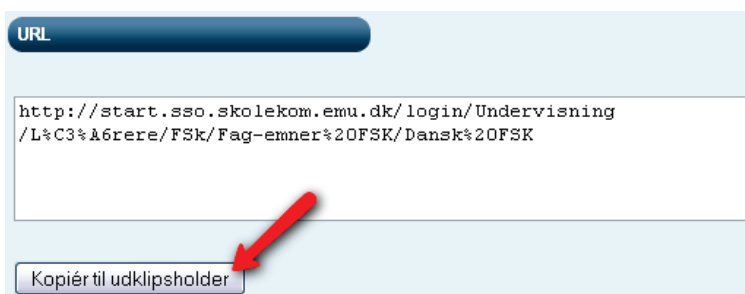 URL
http://start.sso.skolekom.emu.dk/login/Undervisning
/L%C3%A6rere/FSk/Fag-emner%20FSK/Dansk%20FSK
Kopiér til udklipsholder